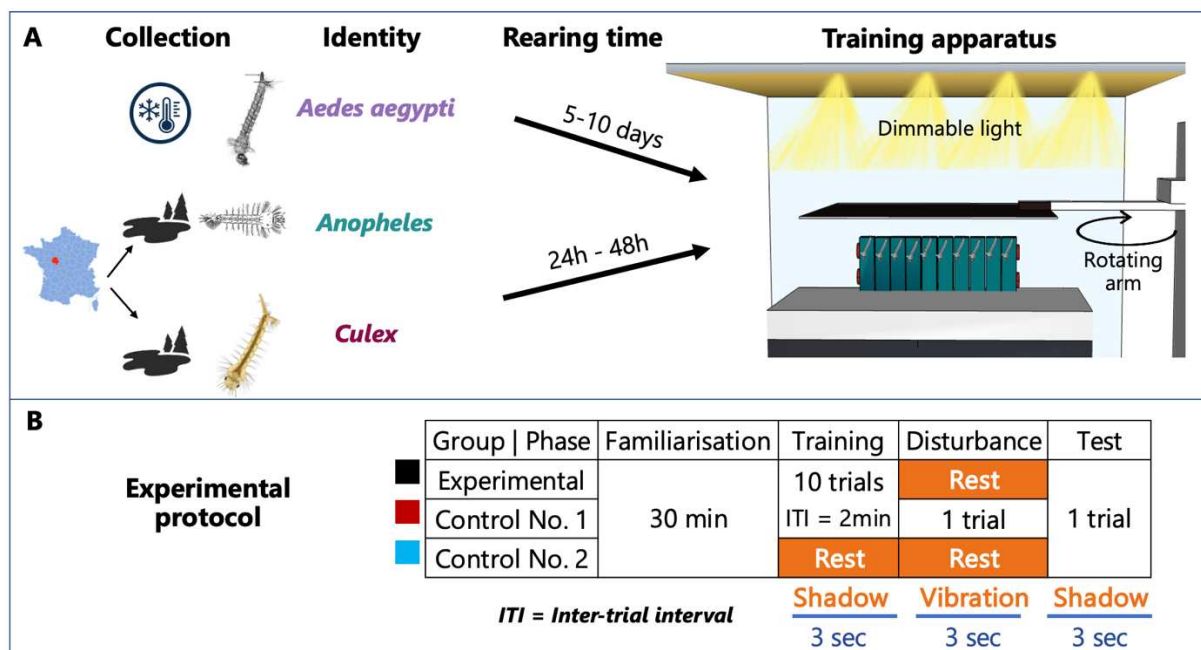 A
Collection
Identity
Rearing time
Training apparatus
Aedes aegypti
Anopheles
Culex
5-10 days
24h - 48h
Dimmable light
Rotating
arm
B
Experimental
protocol
Group | Phase Familiarisation Training Disturbance Test
Experimental 10 trials Rest
Control No. 1 30 min ITI = 2min 1 trial 1 trial
Control No. 2 Rest Rest
ITI = Inter-trial interval
Shadow Vibration Shadow
3 sec 3 sec 3 sec